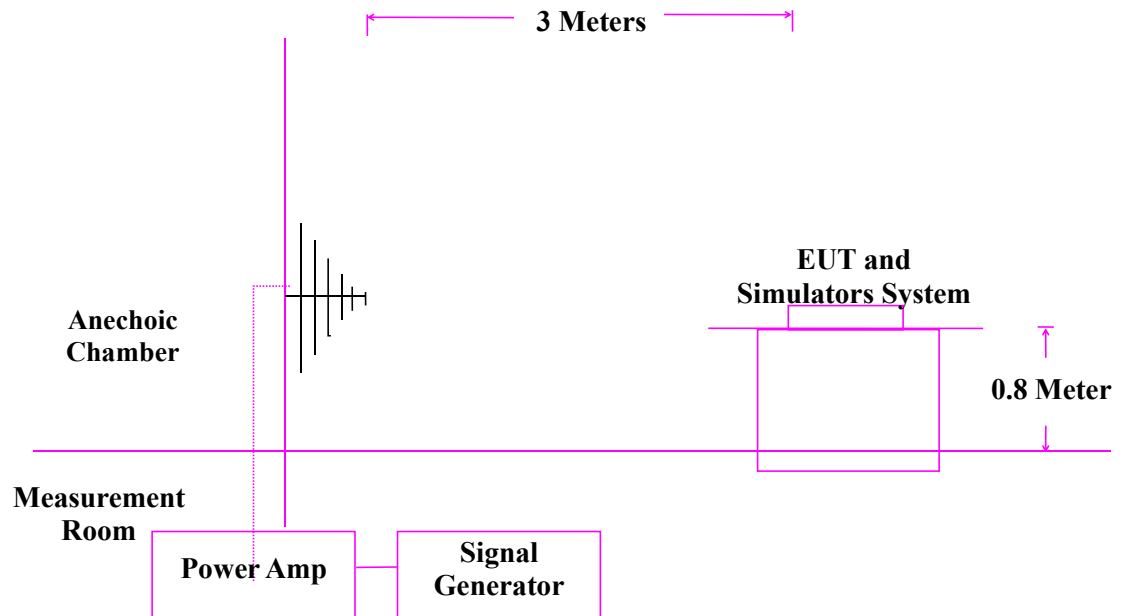 3 Meters
EUT and
Simulators System
Anechoic
Chamber
0.8 Meter
Measurement
Room
Power Amp
Signal
Generator